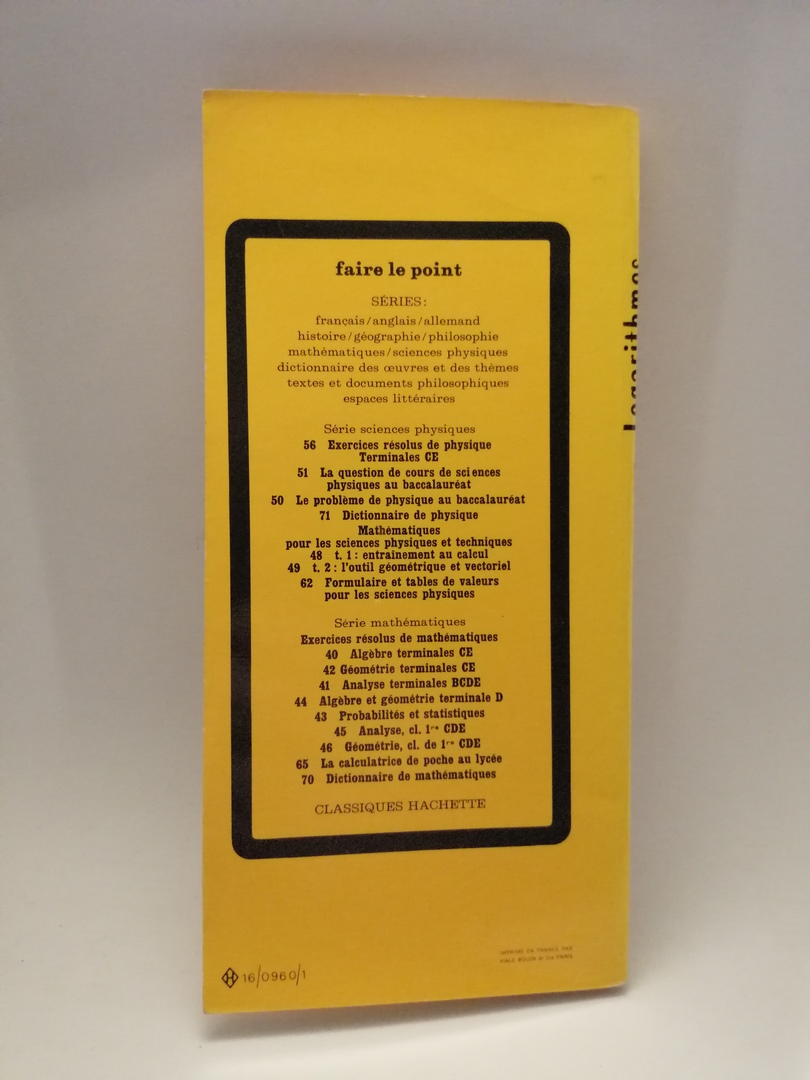 faire le point
SÉRIES:
français/anglais/allemand
histoire/géographie/philosophie
mathématiques/sciences physiques
dictionnaire des œuvres et des thèmes
textes et documents philosophiques
espaces littéraires
Série sciences physiques
56 Exercices résolus de physique
Terminales CE
51 La question de cours de sciences
physiques au baccalauréat
50 Le problème de physique au baccalauréat
71 Dictionnaire de physique
Mathématiques
pour les sciences physiques et techniques
48 t. 1 : entraînement au calcul
49 t. 2 : l'outil géométrique et vectoriel
62 Formulaire et tables de valeurs
pour les sciences physiques
Série mathématiques
Exercices résolus de mathématiques
40 Algèbre terminales CE
42 Géométrie terminales CE
41 Analyse terminales BCDE
44 Algèbre et géométrie terminale D
43 Probabilités et statistiques
45 Analyse, cl. 1re CDE
46 Géométrie, cl. de 1re CDE
65 La calculatrice de poche au lycée
70 Dictionnaire de mathématiques
CLASSIQUES HACHETTE
H 16/0960/1
IMPRIMÉ EN FRANCE PAR
PARIS
logarithmes